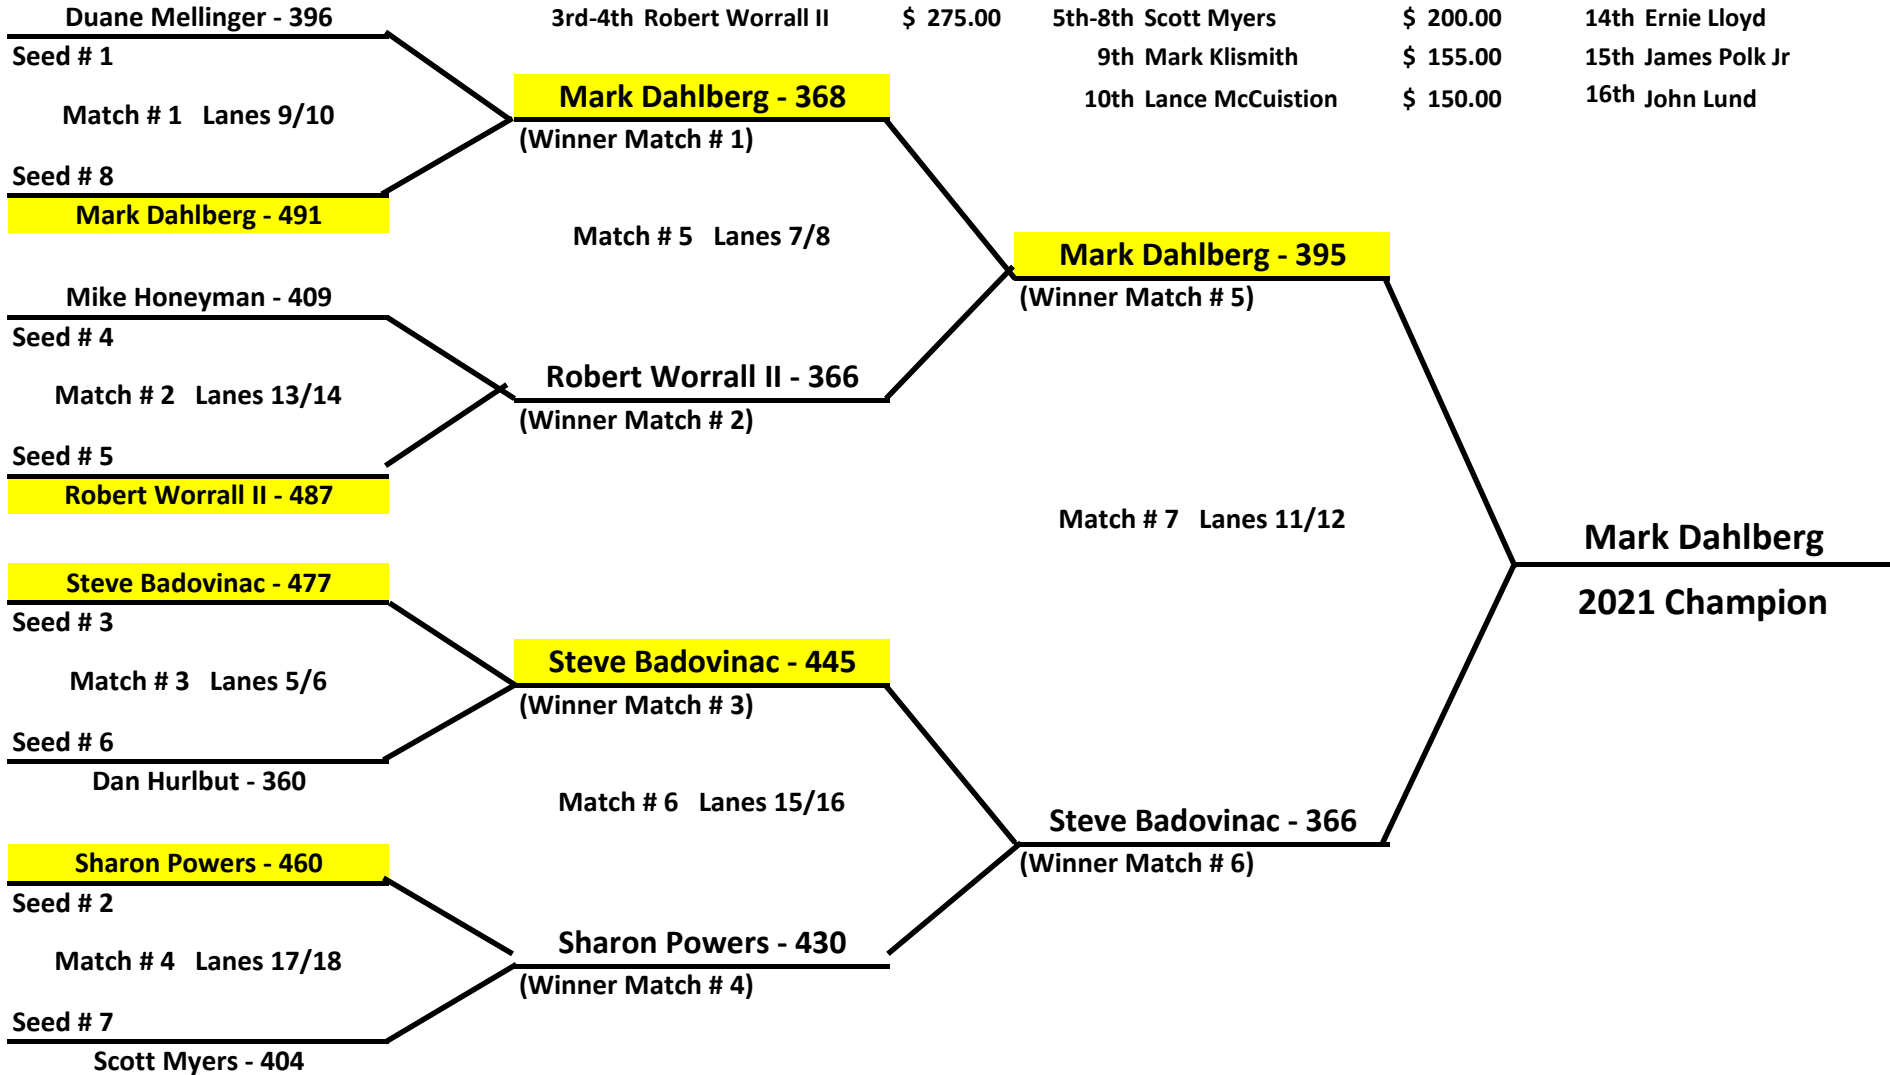 Duane Mellinger - 396
3rd-4th Robert Worrall II $ 275.00 5th-8th Scott Myers $ 200.00 14th Ernie Lloyd
Seed # 1
9th Mark Klismith $ 155.00 15th James Polk Jr
Mark Dahlberg - 368
10th Lance McCuistion $ 150.00 16th John Lund
Match # 1 Lanes 9/10
(Winner Match # 1)
Seed # 8
Mark Dahlberg - 491
Match # 5 Lanes 7/8
Mark Dahlberg - 395
(Winner Match # 5)
Mike Honeyman - 409
Seed # 4
Robert Worrall II - 366
Match # 2 Lanes 13/14
(Winner Match # 2)
Seed # 5
Robert Worrall II - 487
Match # 7 Lanes 11/12
Mark Dahlberg
2021 Champion
Steve Badovinac - 477
Seed # 3
Steve Badovinac - 445
Match # 3 Lanes 5/6
(Winner Match # 3)
Seed # 6
Dan Hurlbut - 360
Match # 6 Lanes 15/16
Steve Badovinac - 366
(Winner Match # 6)
Sharon Powers - 460
Seed # 2
Sharon Powers - 430
Match # 4 Lanes 17/18
(Winner Match # 4)
Seed # 7
Scott Myers - 404